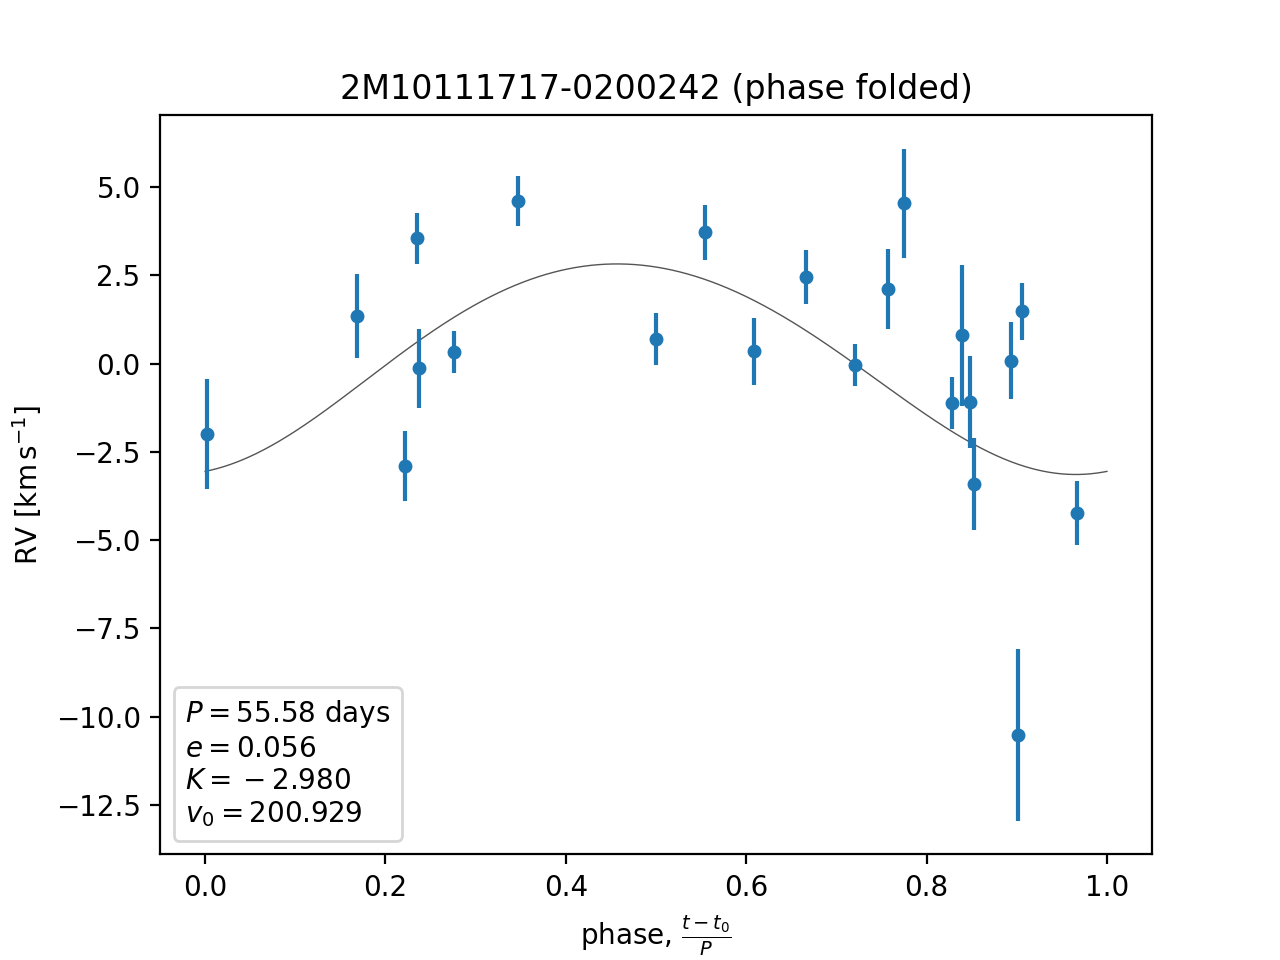 2M10111717-0200242 (phase folded)
RV [km s⁻¹]
5.0
2.5
0.0
−2.5
−5.0
−7.5
−10.0
−12.5
P = 55.58 days
e = 0.056
K = −2.980
v₀ = 200.929
0.0 0.2 0.4 0.6 0.8 1.0
phase, (t − t₀)/P